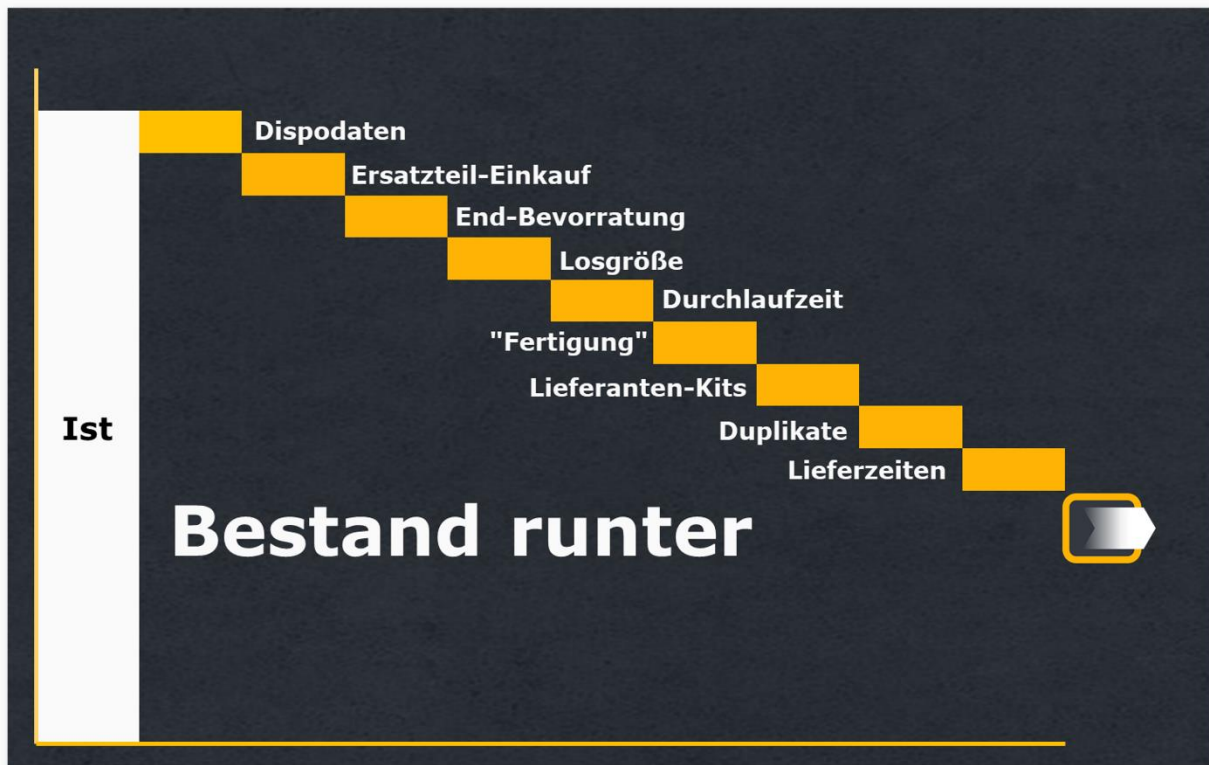 Dispodaten
Ersatzteil-Einkauf
End-Bevorratung
Losgröße
Durchlaufzeit
"Fertigung"
Lieferanten-Kits
Ist
Duplikate
Lieferzeiten
Bestand runter